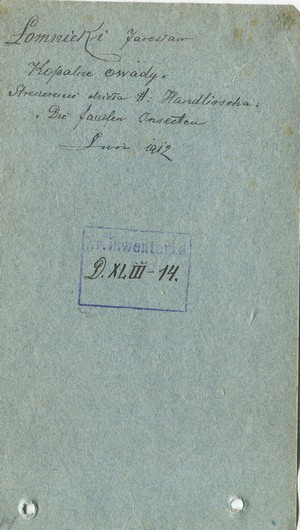 Łomnicki Jarosław
Kopalne owady.
Streszczenie dzieła A. Handlirscha:
"Die fossilen Insecten
Lwów 1912
Nr. inwentarza
D. XLIII-14.